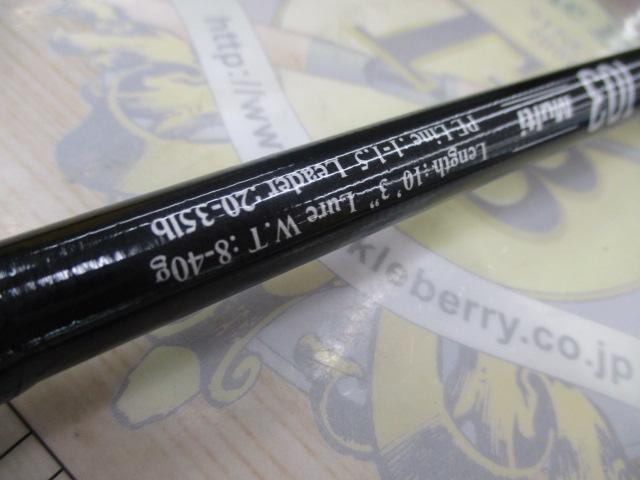 103
Multi
Length:10' 3" Lure W.T :8-40g
PE Line:1-1.5 Leader:20-35lb
http://
kleberry.co.jp